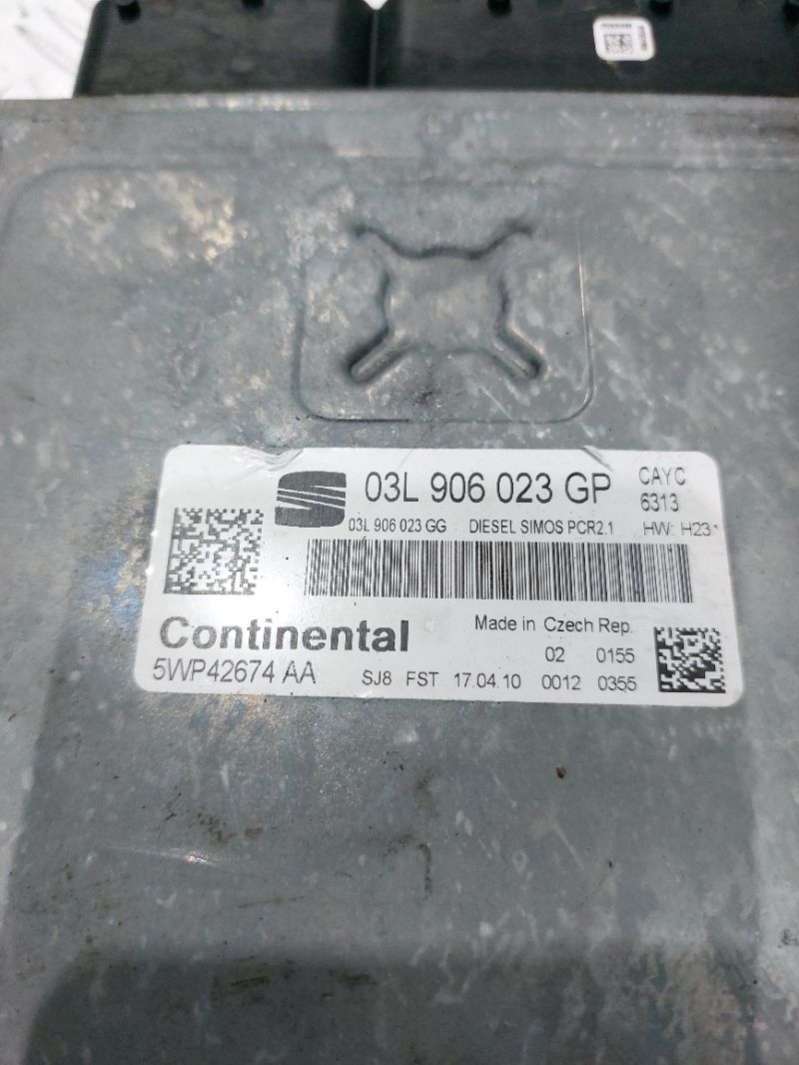 03L 906 023 GP
CAYC
6313
03L 906 023 GG DIESEL SIMOS PCR2.1 HW: H23
Continental
Made in Czech Rep.
02 0155
5WP42674 AA SJ8 FST 17.04.10 0012 0355